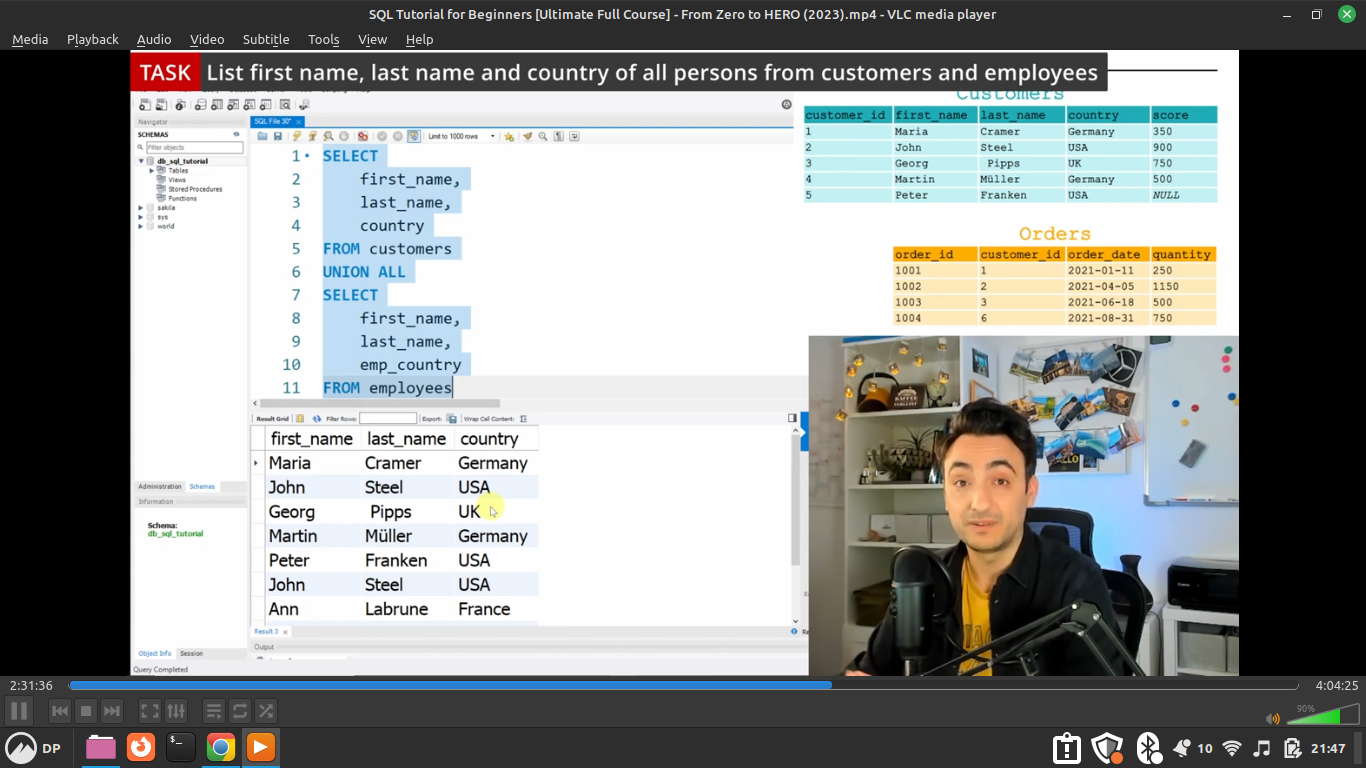 SQL Tutorial for Beginners [Ultimate Full Course] - From Zero to HERO (2023).mp4 - VLC media player
Media Playback Audio Video Subtitle Tools View Help
TASK List first name, last name and country of all persons from customers and employees
Navigator
SCHEMAS
Filter objects
db_sql_tutorial
Tables
Views
Stored Procedures
Functions
sakila
sys
world
Administration Schemas
Information
Schema:
db_sql_tutorial
Object Info Session
Query Completed
SQL File 30*
Limit to 1000 rows
1 SELECT
2 first_name,
3 last_name,
4 country
5 FROM customers
6 UNION ALL
7 SELECT
8 first_name,
9 last_name,
10 emp_country
11 FROM employees
Result Grid Filter Rows: Export: Wrap Cell Content:
first_name last_name country
Maria Cramer Germany
John Steel USA
Georg Pipps UK
Martin Müller Germany
Peter Franken USA
John Steel USA
Ann Labrune France
Result 3
Output
Customers
customer_id first_name last_name country score
1 Maria Cramer Germany 350
2 John Steel USA 900
3 Georg Pipps UK 750
4 Martin Müller Germany 500
5 Peter Franken USA NULL
Orders
order_id customer_id order_date quantity
1001 1 2021-01-11 250
1002 2 2021-04-05 1150
1003 3 2021-06-18 500
1004 6 2021-08-31 750
2:31:36 4:04:25
90%
DP
10
21:47